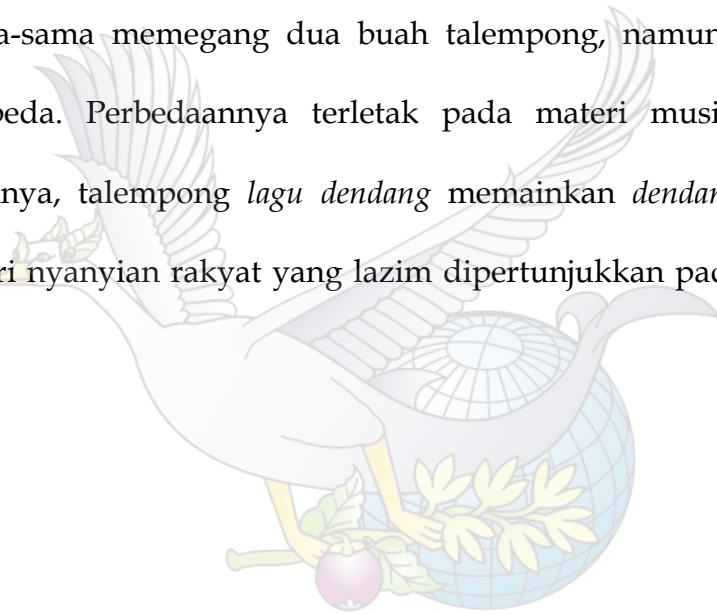 a-sama memegang dua buah talempong, namun
peda. Perbedaannya terletak pada materi musi
nya, talempong lagu dendang memainkan dendan
ri nyanyian rakyat yang lazim dipertunjukkan pad